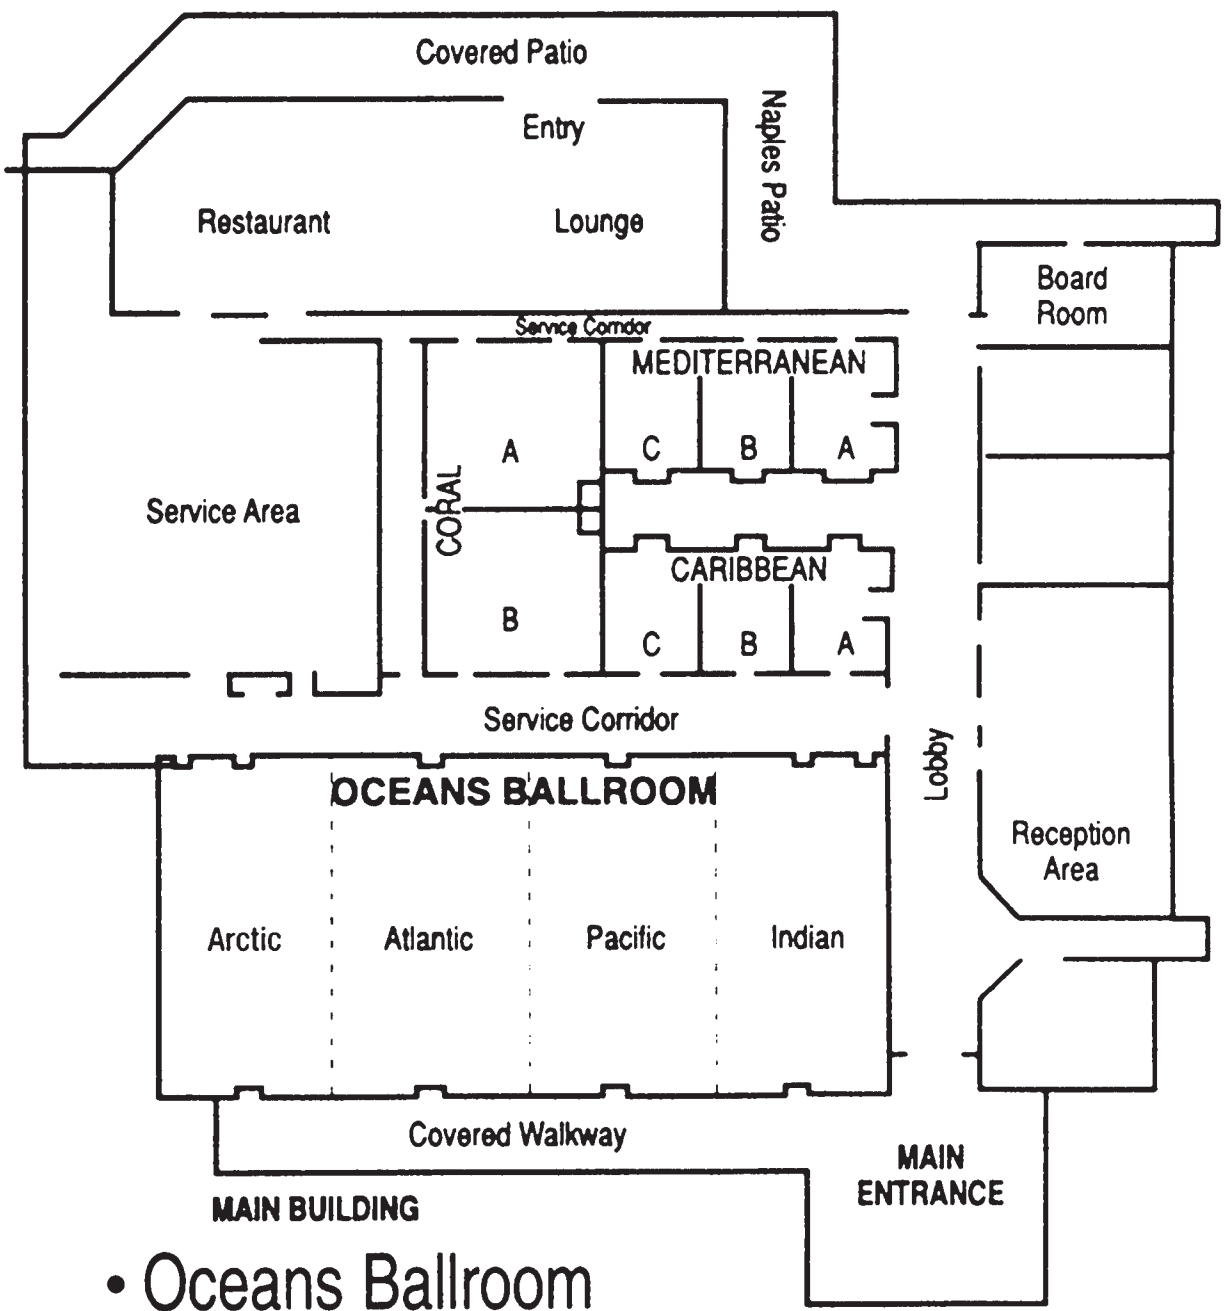 Covered Patio
Naples Patio
Entry
Restaurant
Lounge
Board
Room
Service Corridor
MEDITERRANEAN
A
C
B
A
CORAL
Service Area
CARIBBEAN
B
C
B
A
Service Corridor
Lobby
OCEANS BALLROOM
Reception
Area
Arctic
Atlantic
Pacific
Indian
Covered Walkway
MAIN
ENTRANCE
MAIN BUILDING
• Oceans Ballroom